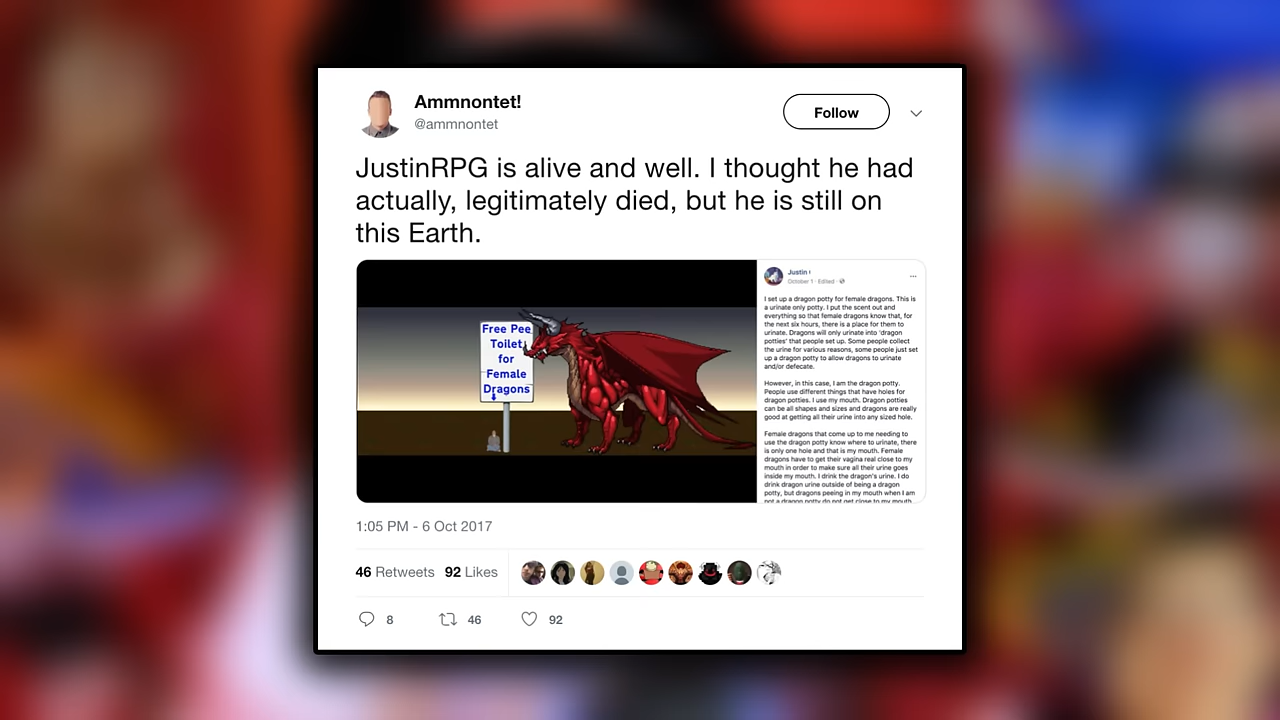 Ammnontet!
@ammnontet
Follow
JustinRPG is alive and well. I thought he had
actually, legitimately died, but he is still on
this Earth.
Free Pee
Toilet
for
Female
Dragons
Justin
October 1 · Edited ·
I set up a dragon potty for female dragons. This
is a urinate only potty. I put the scent out and
everything so that female dragons know that, for
the next six hours, there is a place for them to
urinate. Dragons will only urinate into 'dragon
potties' that people set up. Some people collect
the urine for various reasons, some people just set
up a dragon potty to allow dragons to urinate
and/or defecate.
However, in this case, I am the dragon potty.
People use different things that have holes for
dragon potties. I use my mouth. Dragon potties
can be all shapes and sizes and dragons are really
good at getting all their urine into any sized hole.
Female dragons that come up to me needing to
use the dragon potty know where to urinate, there
is only one hole and that is my mouth. Female
dragons have to get their vagina real close to my
mouth in order to make sure all their urine goes
inside my mouth. I drink the dragon's urine. I do
drink dragon urine outside of being a dragon
potty, but dragons peeing in my mouth when I am
not a dragon potty do not get close to my mouth
1:05 PM - 6 Oct 2017
46 Retweets 92 Likes
8 46 92